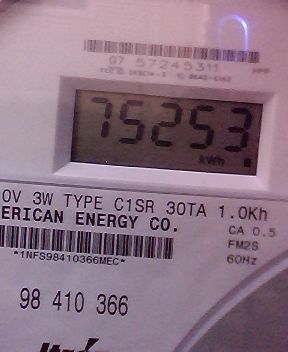 07 57245311
75253
kWh
0V 3W TYPE C1SR 30TA 1.0Kh
ERICAN ENERGY CO.
CA 0.5
FM2S
60Hz
*1NFS98410366MEC*
98 410 366